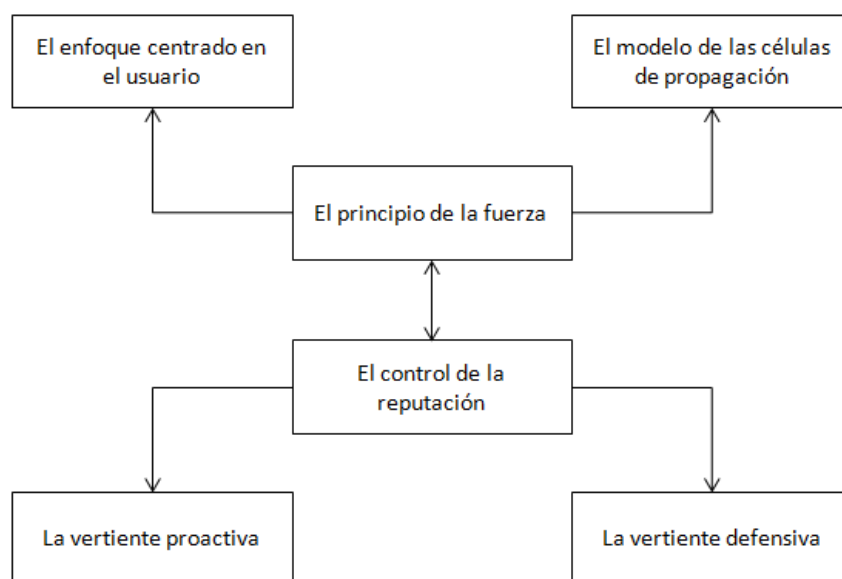 El enfoque centrado en
el usuario
El modelo de las células
de propagación
El principio de la fuerza
El control de la
reputación
La vertiente proactiva
La vertiente defensiva